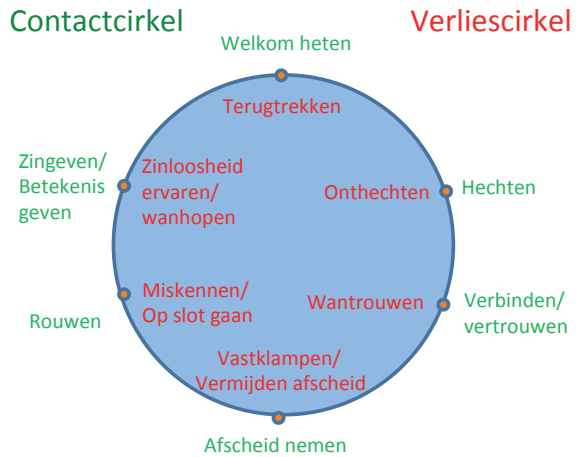 Contactcirkel
Verliescirkel
Welkom heten
Terugtrekken
Zingeven/
Betekenis
geven
Zinloosheid
ervaren/
wanhopen
Onthechten
Hechten
Miskennen/
Op slot gaan
Wantrouwen
Verbinden/
vertrouwen
Rouwen
Vastklampen/
Vermijden afscheid
Afscheid nemen